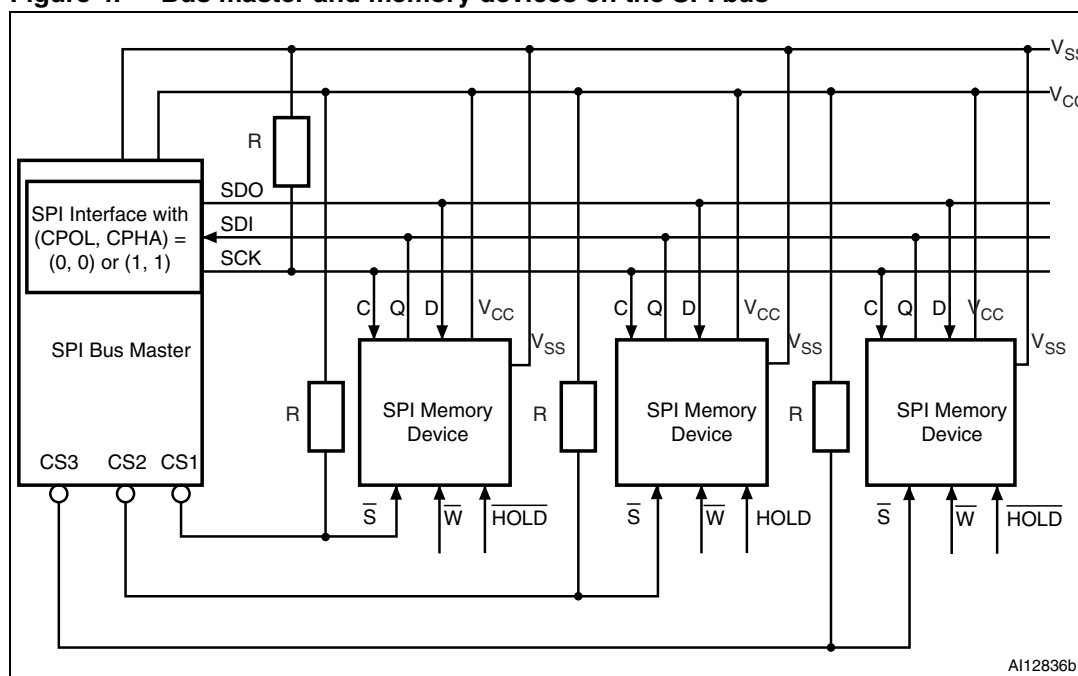 Figure 4. Bus master and memory devices on the SPI bus
VSS
VCC
R
SDO
SPI Interface with
(CPOL, CPHA) =
(0, 0) or (1, 1)
SDI
SCK
SPI Bus Master
C Q D VCC VSS
C Q D VCC VSS
C Q D VCC VSS
R SPI Memory
Device
R SPI Memory
Device
R SPI Memory
Device
CS3 CS2 CS1
S̅ W̅ H̅O̅L̅D̅
S̅ W̅ HOLD
S̅ W̅ H̅O̅L̅D̅
AI12836b